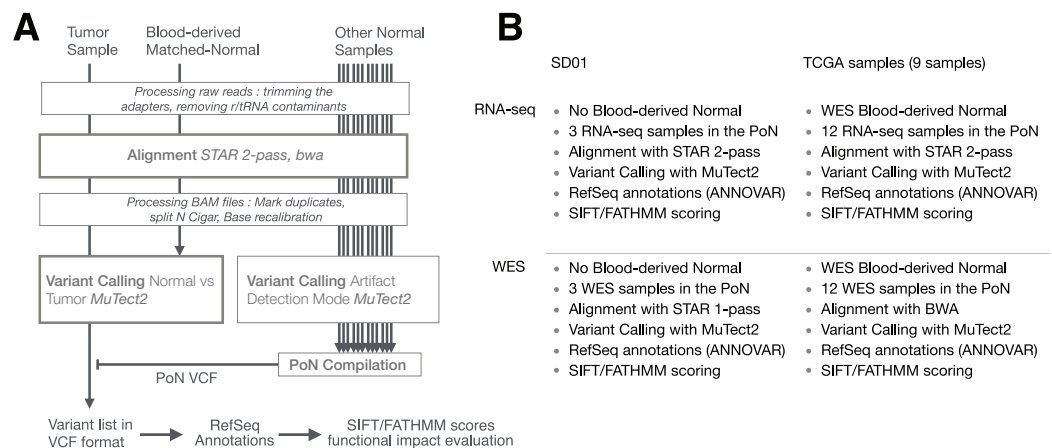 A
Tumor
Sample
Blood-derived
Matched-Normal
Other Normal
Samples
Processing raw reads : trimming the
adapters, removing r/tRNA contaminants
Alignment STAR 2-pass, bwa
Processing BAM files : Mark duplicates,
split N Cigar, Base recalibration
Variant Calling Normal vs
Tumor MuTect2
Variant Calling Artifact
Detection Mode MuTect2
PoN Compilation
PoN VCF
Variant list in
VCF format
RefSeq
Annotations
SIFT/FATHMM scores
functional impact evaluation
B
SD01
TCGA samples (9 samples)
RNA-seq
• No Blood-derived Normal
• 3 RNA-seq samples in the PoN
• Alignment with STAR 2-pass
• Variant Calling with MuTect2
• RefSeq annotations (ANNOVAR)
• SIFT/FATHMM scoring
• WES Blood-derived Normal
• 12 RNA-seq samples in the PoN
• Alignment with STAR 2-pass
• Variant Calling with MuTect2
• RefSeq annotations (ANNOVAR)
• SIFT/FATHMM scoring
WES
• No Blood-derived Normal
• 3 WES samples in the PoN
• Alignment with STAR 1-pass
• Variant Calling with MuTect2
• RefSeq annotations (ANNOVAR)
• SIFT/FATHMM scoring
• WES Blood-derived Normal
• 12 WES samples in the PoN
• Alignment with BWA
• Variant Calling with MuTect2
• RefSeq annotations (ANNOVAR)
• SIFT/FATHMM scoring